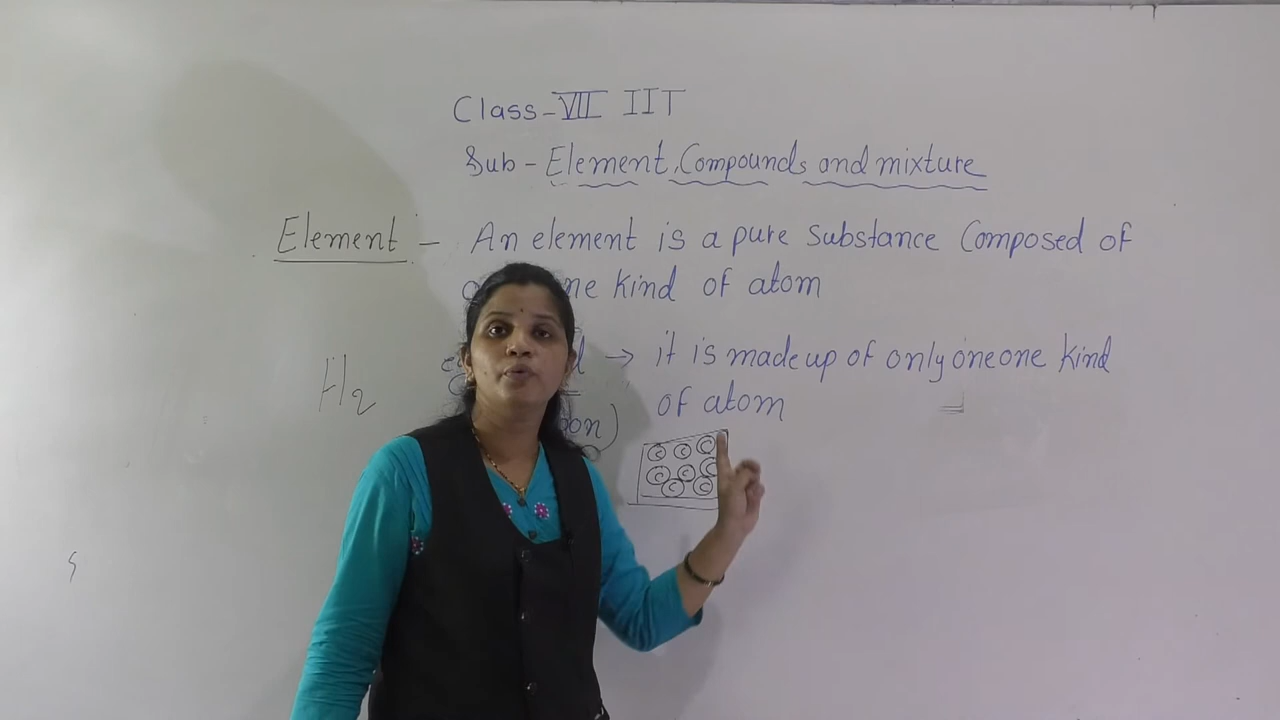 Class-VII IIT
Sub - Element, Compounds and mixture
Element - An element is a pure substance composed of
kind of atom
→ it is made up of only one one kind
H2
of atom
C C C
C C C
C C